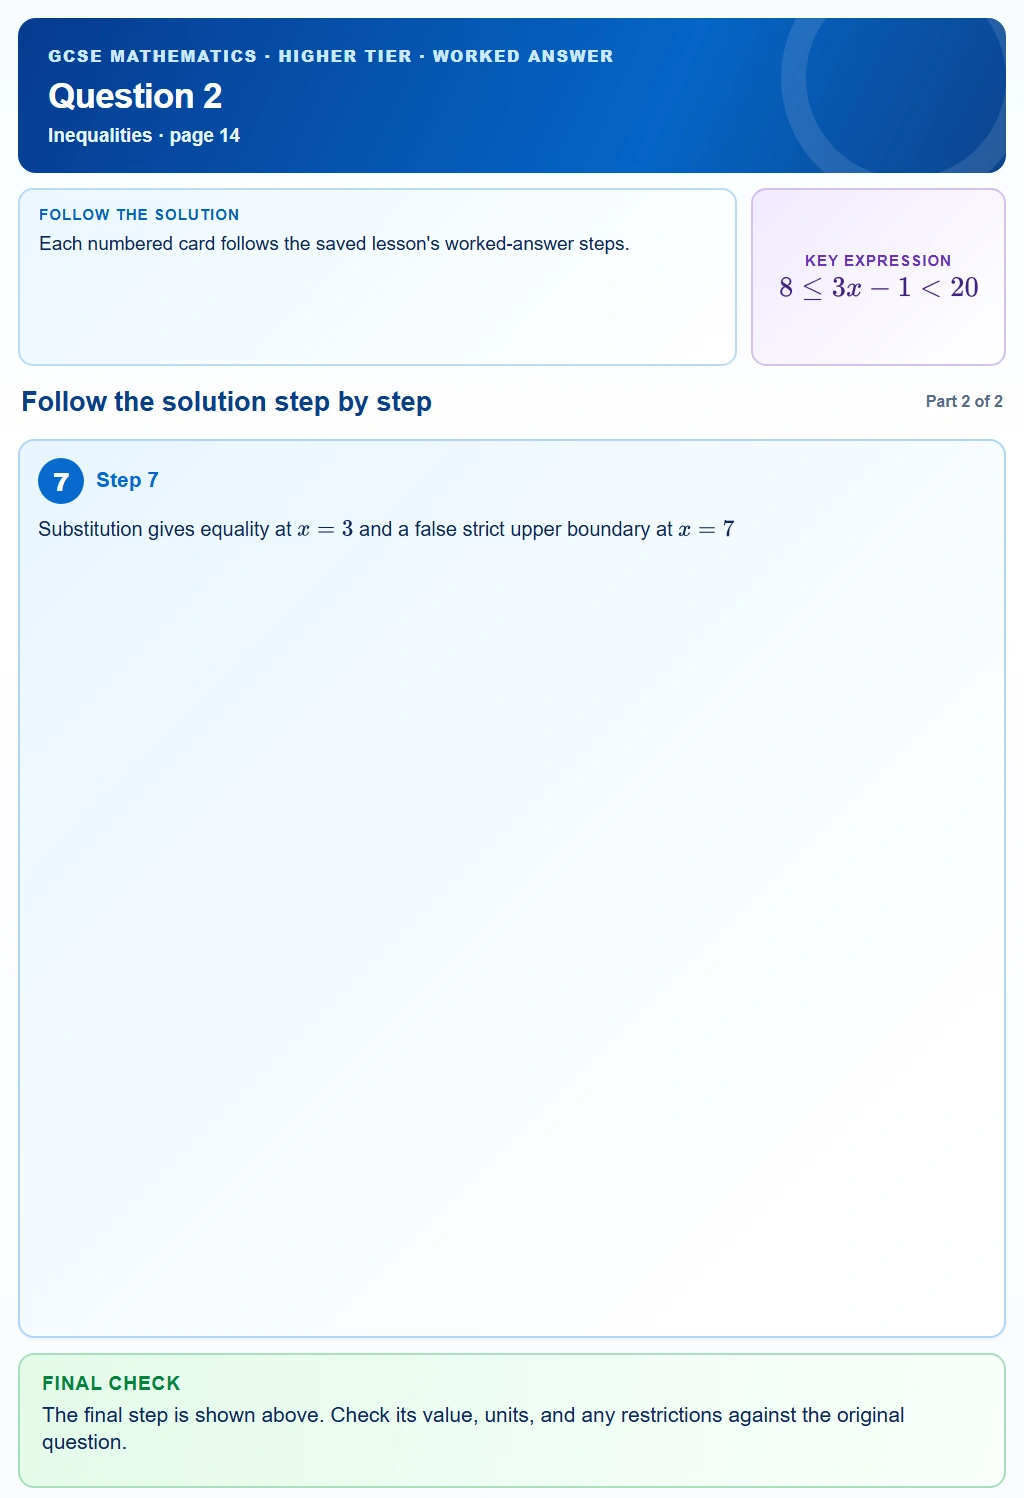 GCSE MATHEMATICS · HIGHER TIER · WORKED ANSWER
Question 2
Inequalities · page 14
FOLLOW THE SOLUTION
Each numbered card follows the saved lesson's worked-answer steps.
KEY EXPRESSION
8 ≤ 3x − 1 < 20
Follow the solution step by step
Part 2 of 2
7 Step 7
Substitution gives equality at x = 3 and a false strict upper boundary at x = 7
FINAL CHECK
The final step is shown above. Check its value, units, and any restrictions against the original
question.